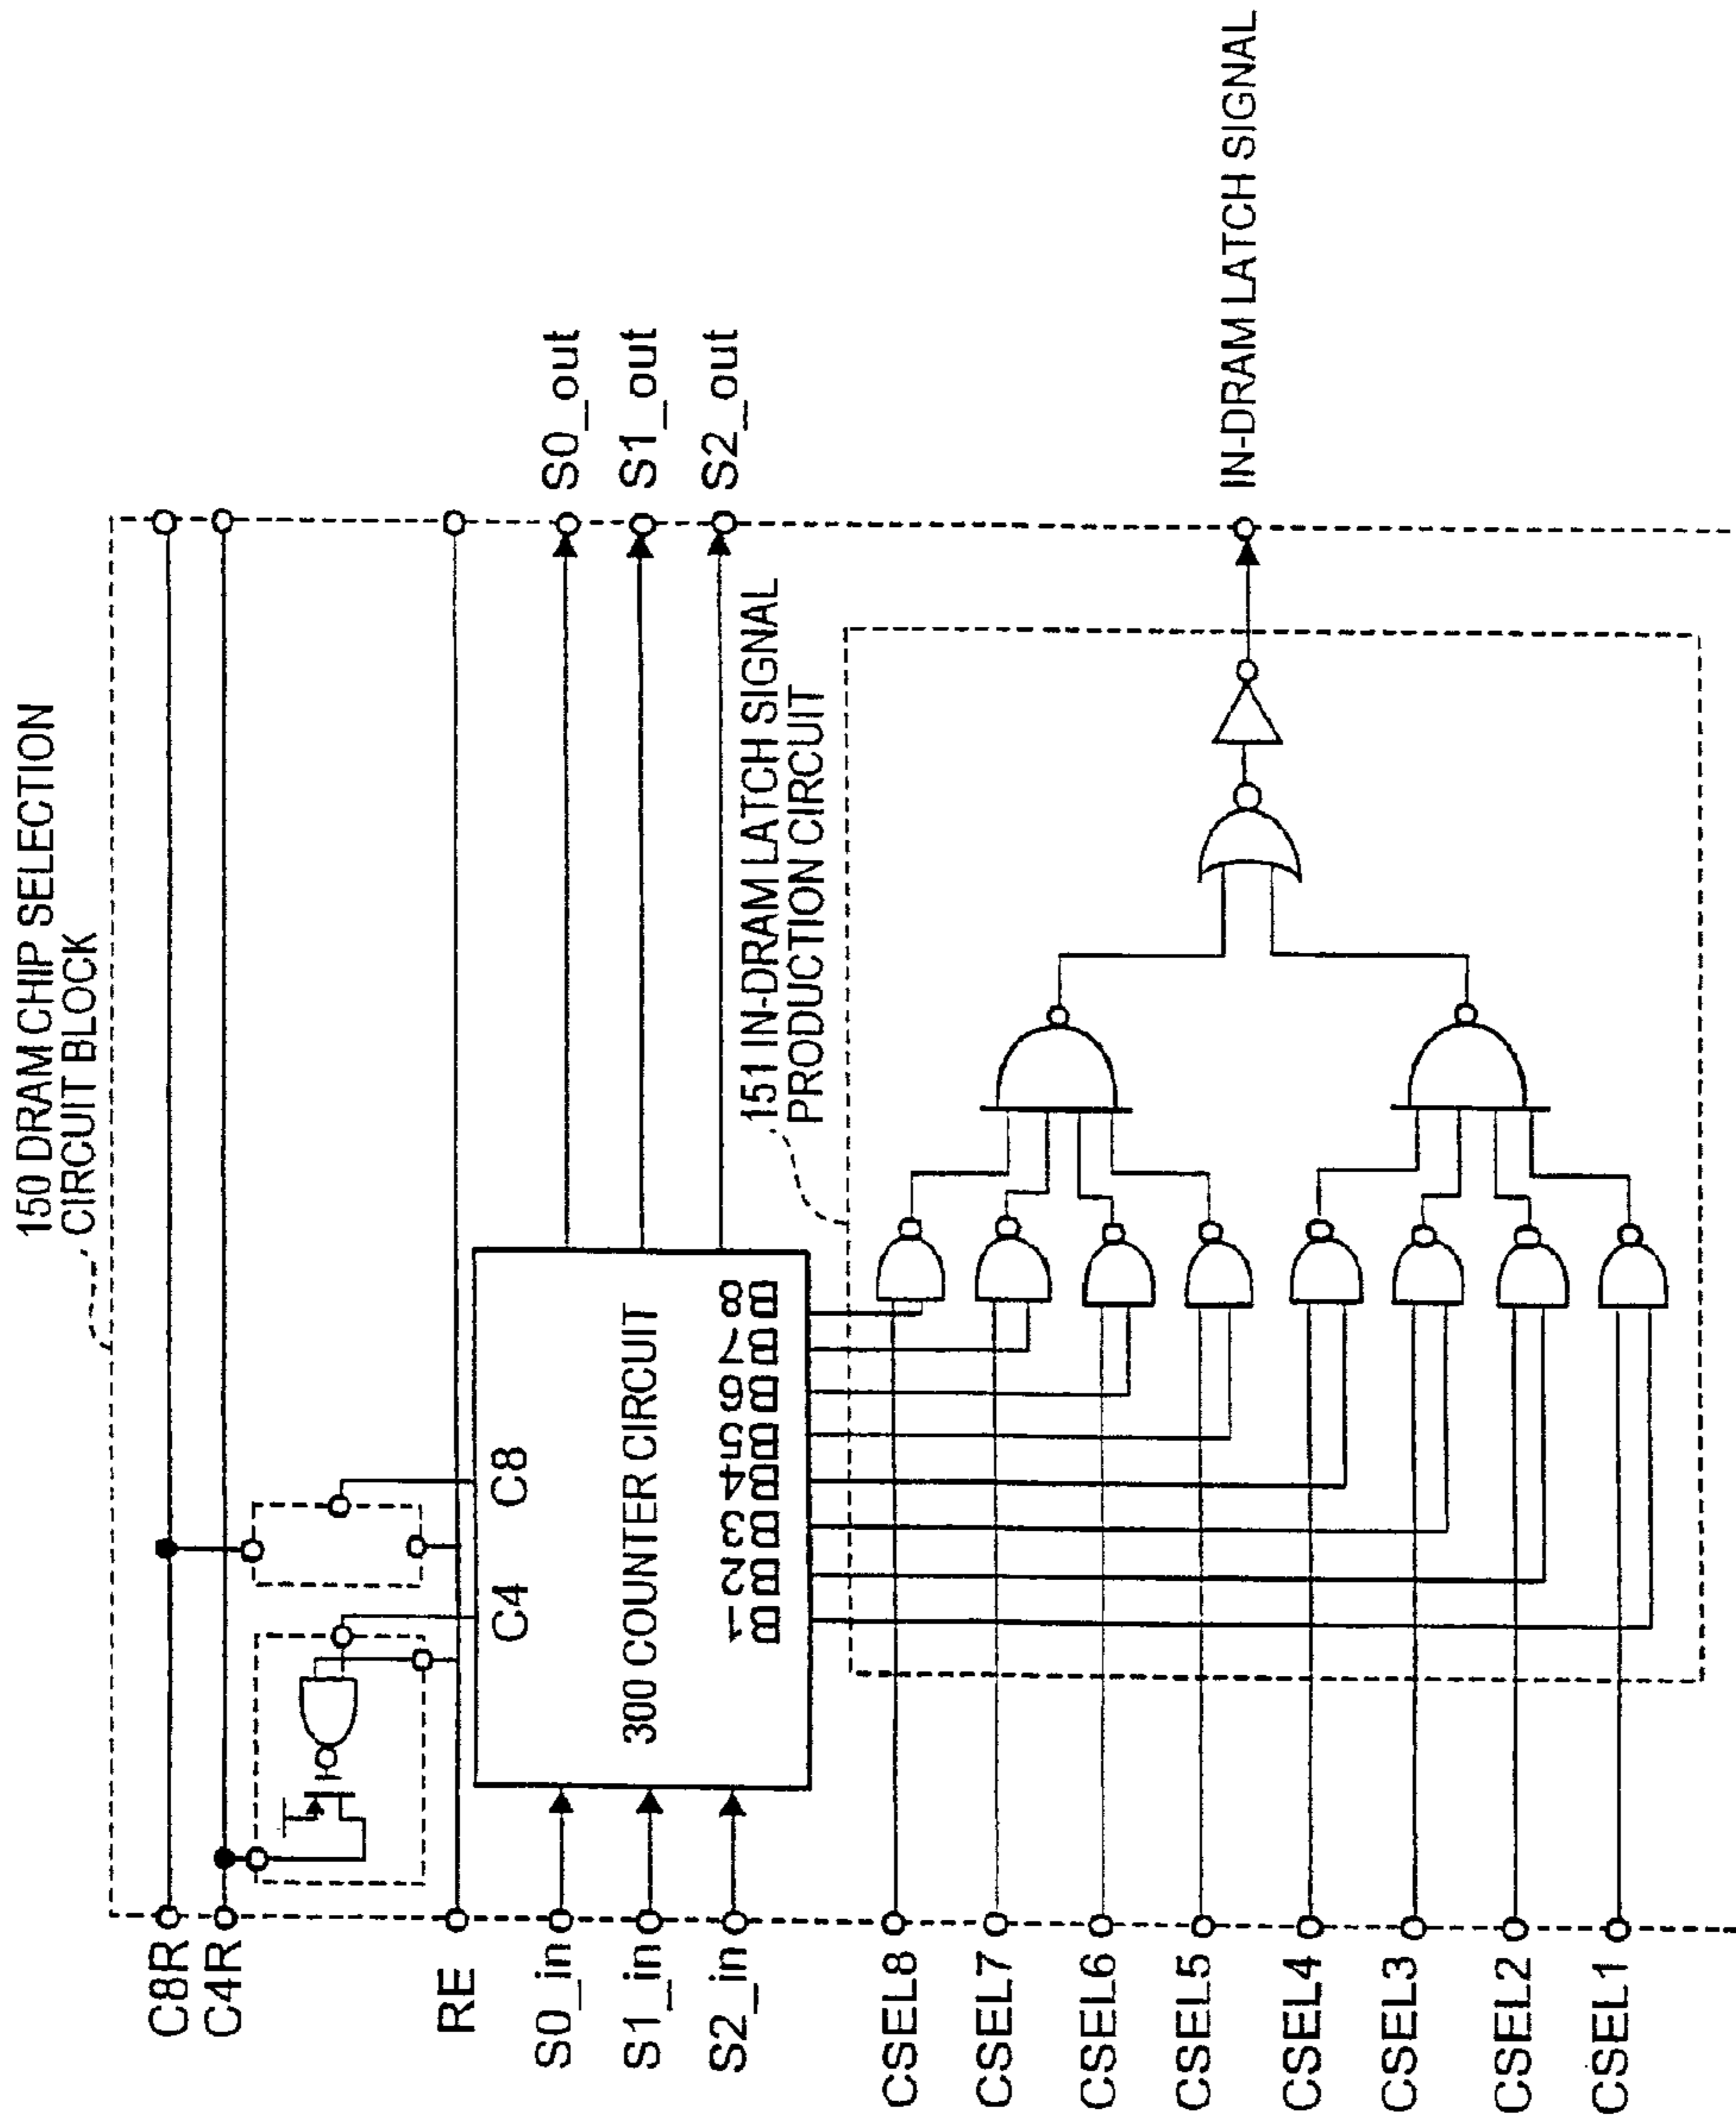 150 DRAM CHIP SELECTION
CIRCUIT BLOCK
C8R
C4R
RE
S0_in
S1_in
S2_in
C4
C8
300 COUNTER CIRCUIT
B1
B2
B3
B4
B5
B6
B7
B8
S0_out
S1_out
S2_out
151 IN-DRAM LATCH SIGNAL
PRODUCTION CIRCUIT
CSEL8
CSEL7
CSEL6
CSEL5
CSEL4
CSEL3
CSEL2
CSEL1
IN-DRAM LATCH SIGNAL